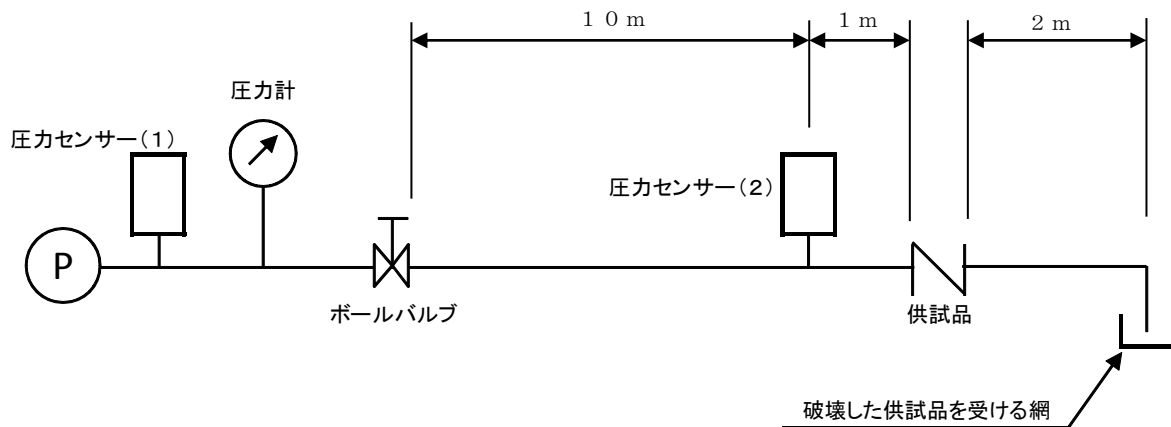 １０ｍ
１ｍ
２ｍ
圧力計
圧力センサー（１）
圧力センサー（２）
P
ボールバルブ
供試品
破壊した供試品を受ける網